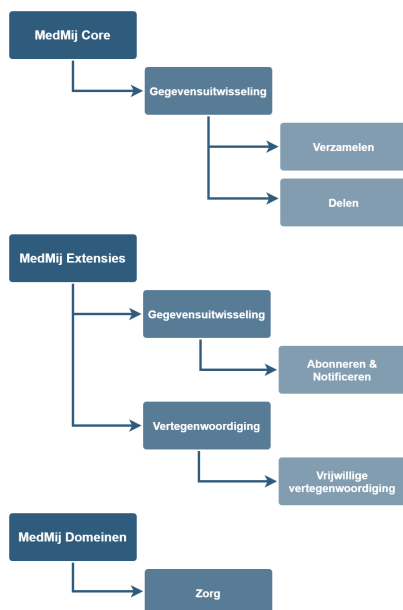 MedMij Core
Gegevensuitwisseling
Verzamelen
Delen
MedMij Extensies
Gegevensuitwisseling
Abonneren &
Notificeren
Vertegenwoordiging
Vrijwillige
vertegenwoordiging
MedMij Domeinen
Zorg